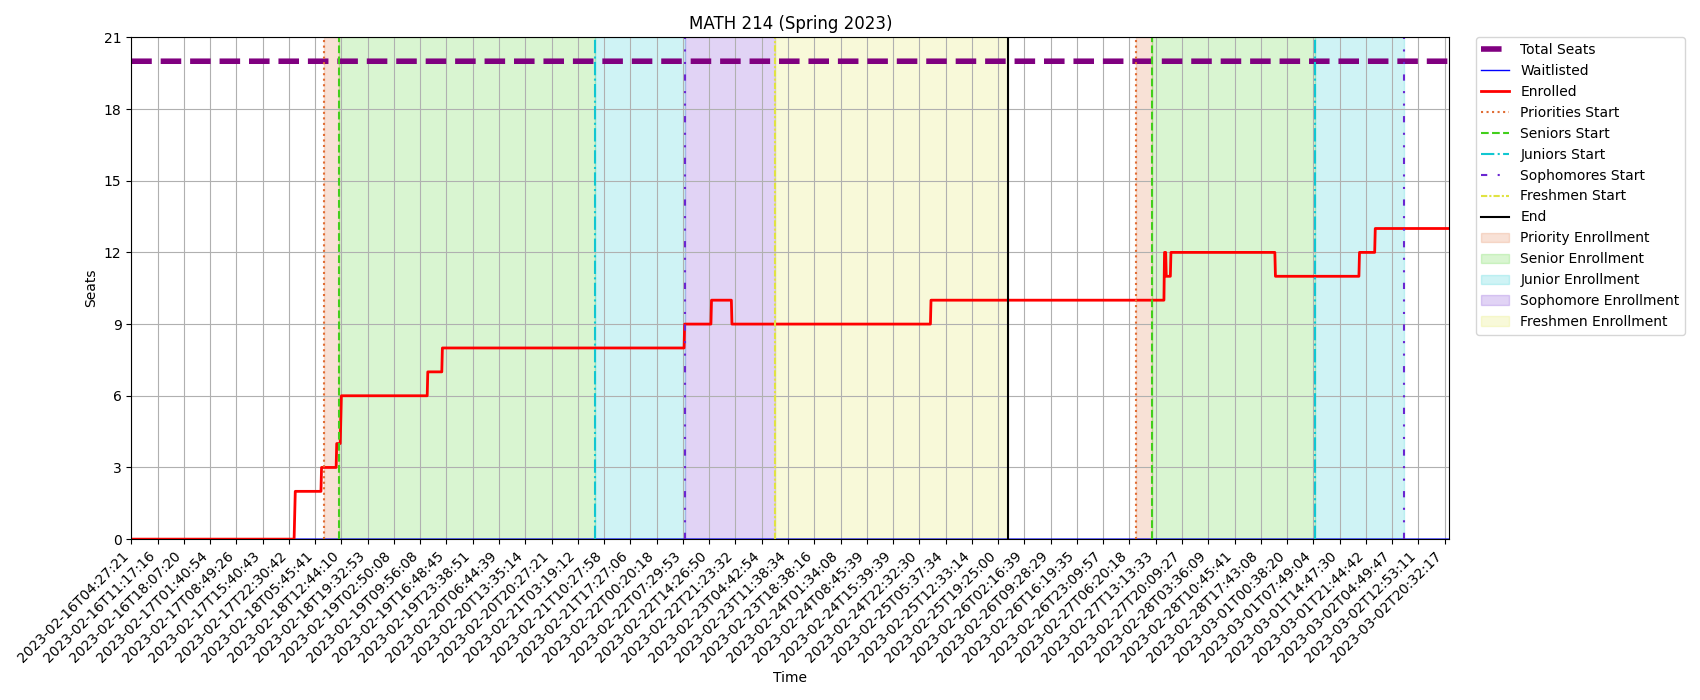 MATH 214 (Spring 2023)
21
18
15
12
9
6
3
0
Seats
2023-02-16T04:27:21
2023-02-16T11:17:16
2023-02-16T18:07:20
2023-02-17T01:40:54
2023-02-17T08:49:26
2023-02-17T15:40:43
2023-02-17T22:30:42
2023-02-18T05:45:41
2023-02-18T12:44:10
2023-02-18T19:32:53
2023-02-19T02:50:08
2023-02-19T09:56:08
2023-02-19T16:48:45
2023-02-19T23:38:51
2023-02-20T06:44:39
2023-02-20T13:35:14
2023-02-20T20:27:21
2023-02-21T03:19:12
2023-02-21T10:27:58
2023-02-21T17:27:06
2023-02-22T00:20:18
2023-02-22T07:29:53
2023-02-22T14:26:50
2023-02-22T21:23:32
2023-02-23T04:42:54
2023-02-23T11:38:34
2023-02-23T18:38:16
2023-02-24T01:34:08
2023-02-24T08:45:39
2023-02-24T15:39:39
2023-02-24T22:32:30
2023-02-25T05:37:34
2023-02-25T12:33:14
2023-02-25T19:25:00
2023-02-26T02:16:39
2023-02-26T09:28:29
2023-02-26T16:19:35
2023-02-26T23:09:57
2023-02-27T06:20:18
2023-02-27T13:13:33
2023-02-27T20:09:27
2023-02-28T03:36:09
2023-02-28T10:45:41
2023-02-28T17:43:08
2023-03-01T00:38:20
2023-03-01T07:49:04
2023-03-01T14:47:30
2023-03-01T21:44:42
2023-03-02T04:49:47
2023-03-02T12:53:11
2023-03-02T20:32:17
Time
Total Seats
Waitlisted
Enrolled
Priorities Start
Seniors Start
Juniors Start
Sophomores Start
Freshmen Start
End
Priority Enrollment
Senior Enrollment
Junior Enrollment
Sophomore Enrollment
Freshmen Enrollment